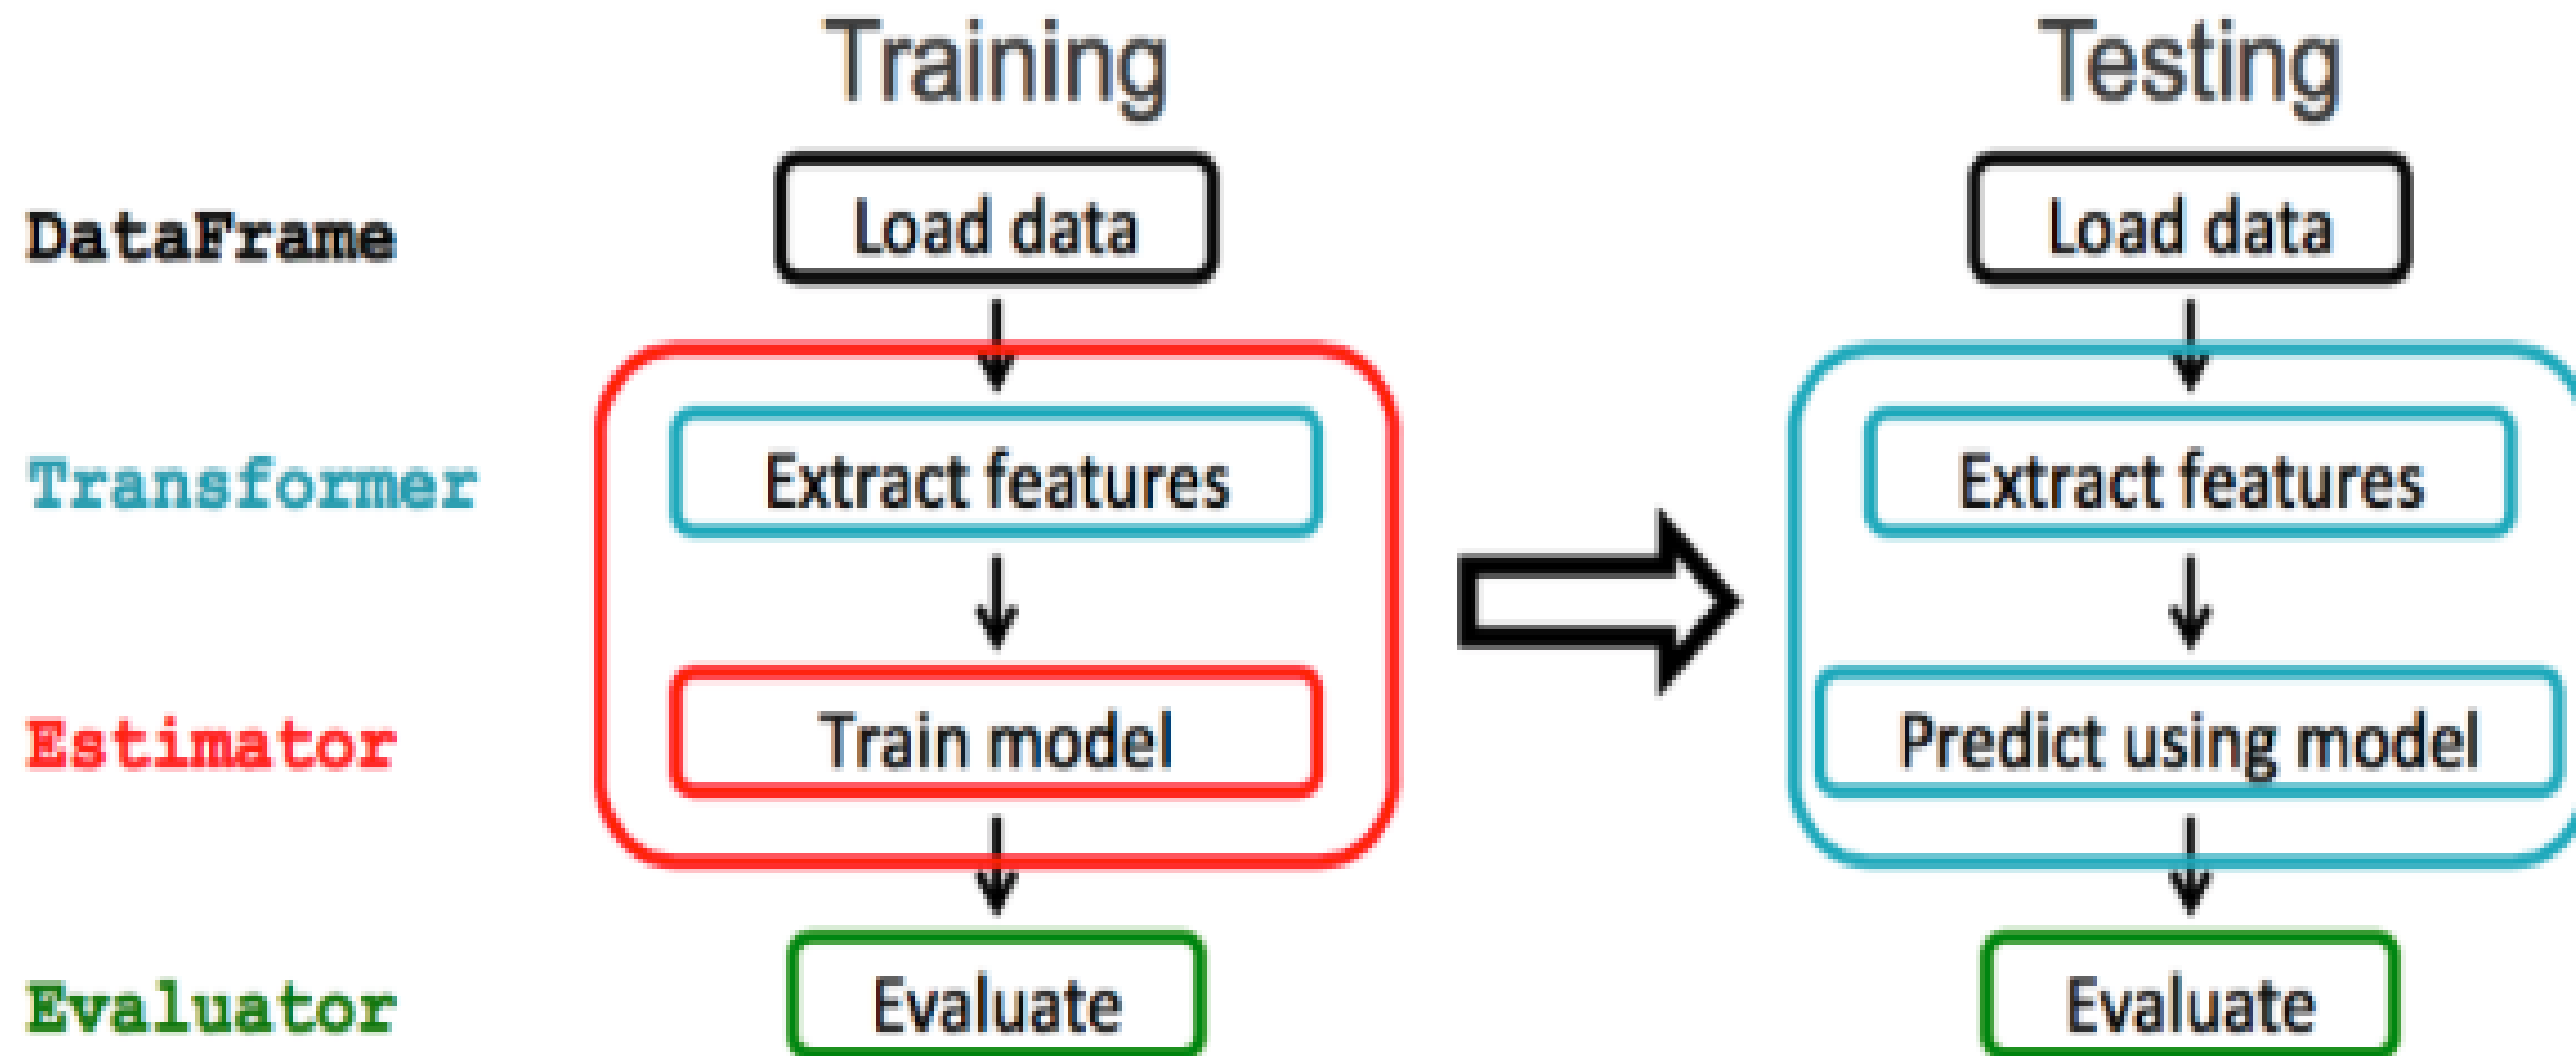 Training
Testing
DataFrame
Load data
Load data
Transformer
Extract features
Extract features
Estimator
Train model
Predict using model
Evaluator
Evaluate
Evaluate